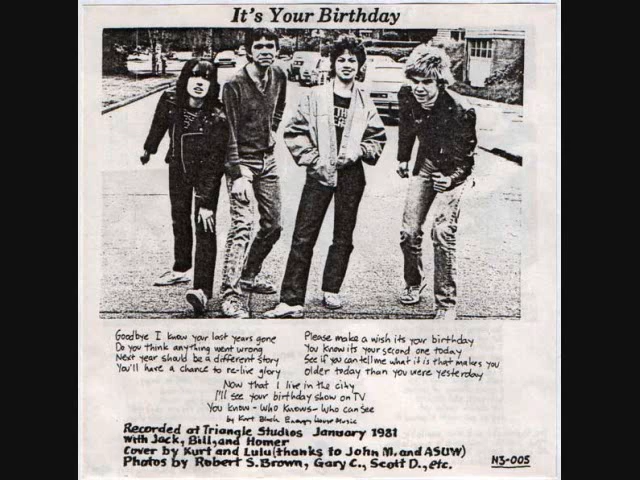 It's Your Birthday
Goodbye I know your last years gone
Do you think anything went wrong
Next year should be a different story
You'll have a chance to re-live glory
Please make a wish its your birthday
You know its your second one today
See if you can tell me what it is that makes you
older today than you were yesterday
Now that I live in the city
I'll see your birthday show on TV
You know - Who Knows - Who can see
by Kurt Bloch Music
Recorded at Triangle Studios January 1981
with Jack, Bill, and Homer
Cover by Kurt and Lulu (thanks to John M. and ASUW)
Photos by Robert S. Brown, Gary C., Scott D., etc.
N3-005